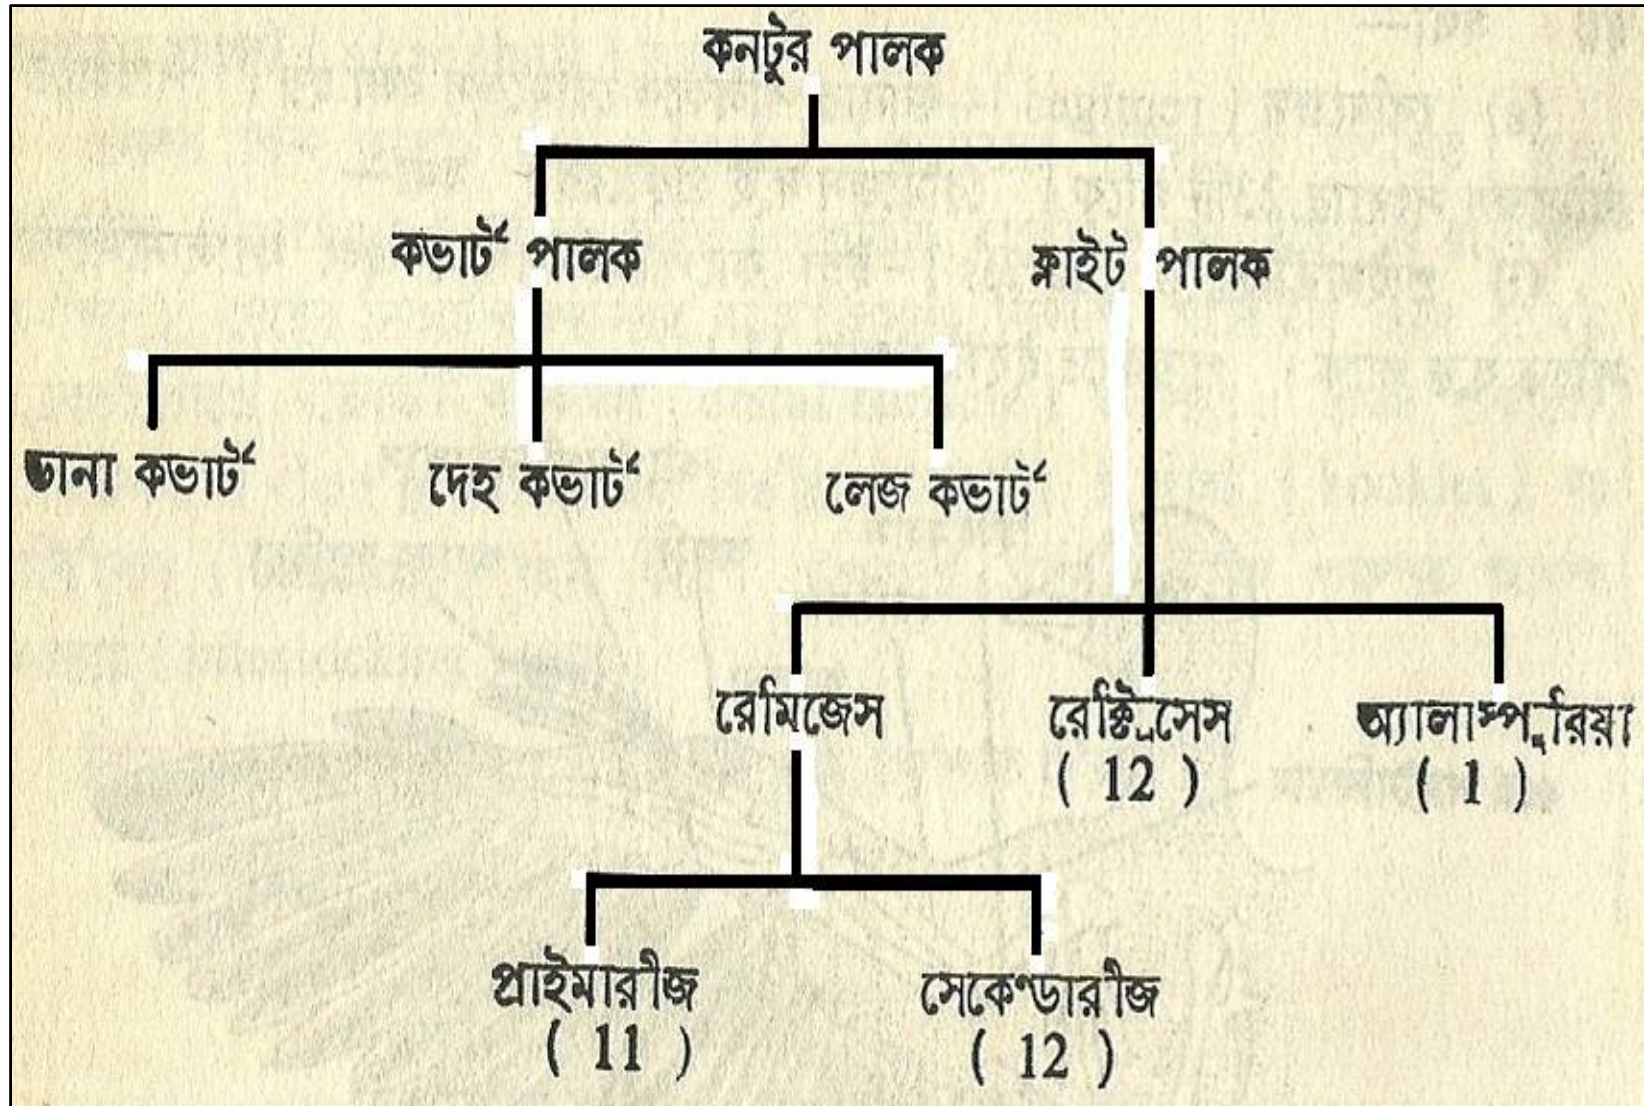 কনটুর পালক
কভার্ট পালক ফ্লাইট পালক
ডানা কভার্ট দেহ কভার্ট লেজ কভার্ট
রেমিজেস রেক্ট্রিসেস অ্যালাস্পুরিয়া
( 12 ) ( 1 )
প্রাইমারীজ সেকেণ্ডারীজ
( 11 ) ( 12 )